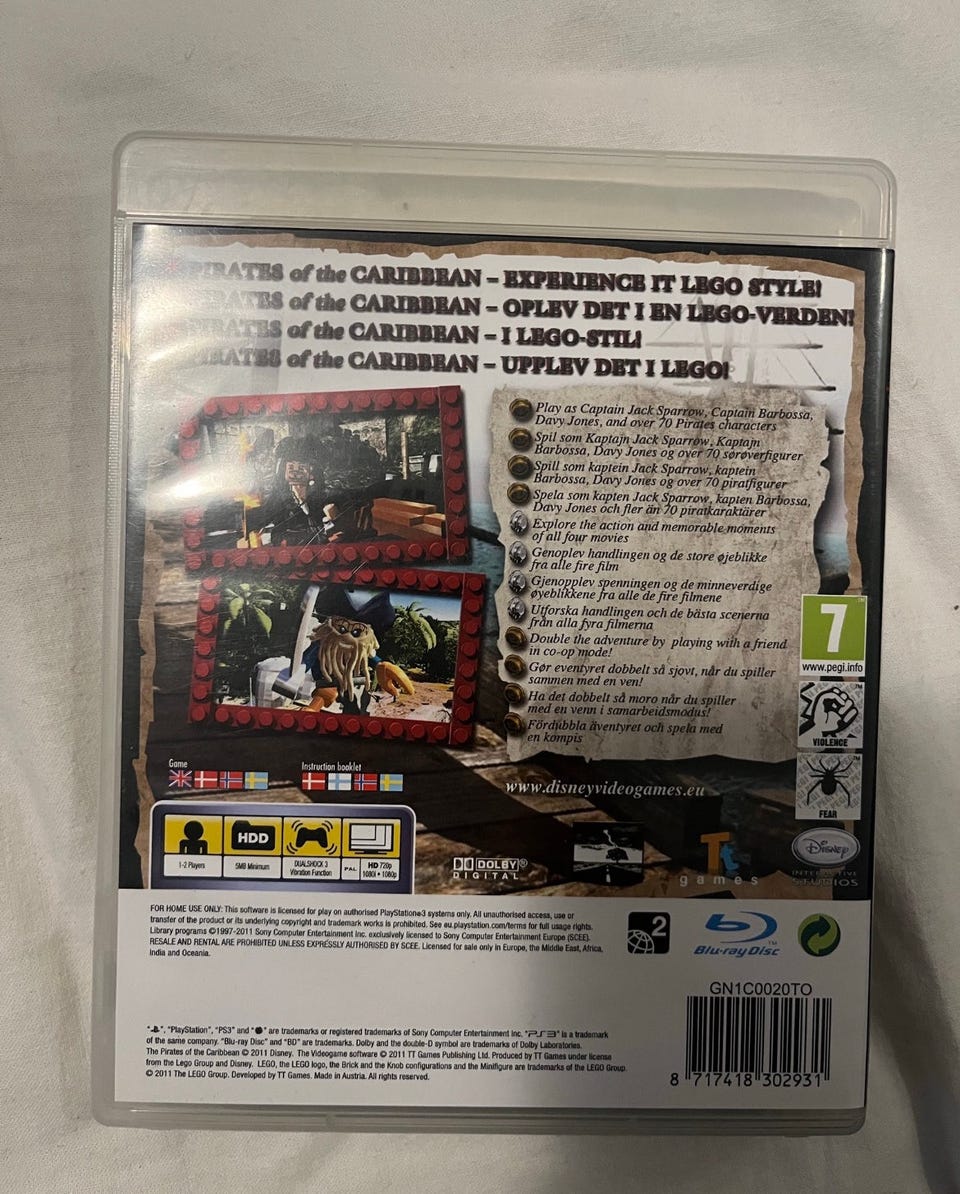 PIRATES of the CARIBBEAN – EXPERIENCE IT LEGO STYLE!
PIRATES of the CARIBBEAN – OPLEV DET I EN LEGO-VERDEN!
PIRATES of the CARIBBEAN – I LEGO-STIL!
PIRATES of the CARIBBEAN – UPPLEV DET I LEGO!
Play as Captain Jack Sparrow, Captain Barbossa,
Davy Jones, and over 70 Pirates characters
Spil som Kaptajn Jack Sparrow, Kaptajn
Barbossa, Davy Jones og over 70 sørøverfigurer
Spill som kaptein Jack Sparrow, kaptein
Barbossa, Davy Jones og over 70 piratfigurer
Spela som kapten Jack Sparrow, kapten Barbossa,
Davy Jones och fler än 70 piratkaraktärer
Explore the action and memorable moments
of all four movies
Genoplev handlingen og de store øjeblikke
fra alle fire film
Gjenopplev spenningen og de minneverdige
øyeblikkene fra alle de fire filmene
Utforska handlingen och de bästa scenerna
från alla fyra filmerna
Double the adventure by playing with a friend
in co-op mode!
Gør eventyret dobbelt så sjovt, når du spiller
sammen med en ven!
Ha det dobbelt så moro når du spiller
med en venn i samarbeidsmodus!
Fördubbla äventyret och spela med
en kompis
7
www.pegi.info
VIOLENCE
FEAR
Game
Instruction booklet
www.disneyvideogames.eu
HDD
1-2 Players
5MB Minimum
DUALSHOCK 3
Vibration Function
PAL
HD 720p
1080i • 1080p
DOLBY®
DIGITAL
Tt
games
Disney
INTERACTIVE
STUDIOS
FOR HOME USE ONLY: This software is licensed for play on authorised PlayStation®3 systems only. All unauthorised access, use or
transfer of the product or its underlying copyright and trademark works is prohibited. See eu.playstation.com/terms for full usage rights.
Library programs ©1997-2011 Sony Computer Entertainment Inc. exclusively licensed to Sony Computer Entertainment Europe (SCEE).
RESALE AND RENTAL ARE PROHIBITED UNLESS EXPRESSLY AUTHORISED BY SCEE. Licensed for sale only in Europe, the Middle East, Africa,
India and Oceania.
2
Blu-ray Disc™
GN1C0020TO
", "PlayStation", "PS3" and " " are trademarks or registered trademarks of Sony Computer Entertainment Inc. "PS3" is a trademark
of the same company. "Blu-ray Disc" and "BD" are trademarks. Dolby and the double-D symbol are trademarks of Dolby Laboratories.
The Pirates of the Caribbean © 2011 Disney. The Videogame software © 2011 TT Games Publishing Ltd. Produced by TT Games under license
from the Lego Group and Disney. LEGO, the LEGO logo, the Brick and the Knob configurations and the Minifigure are trademarks of the LEGO Group.
© 2011 The LEGO Group. Developed by TT Games. Made in Austria. All rights reserved.
8 717418 302931